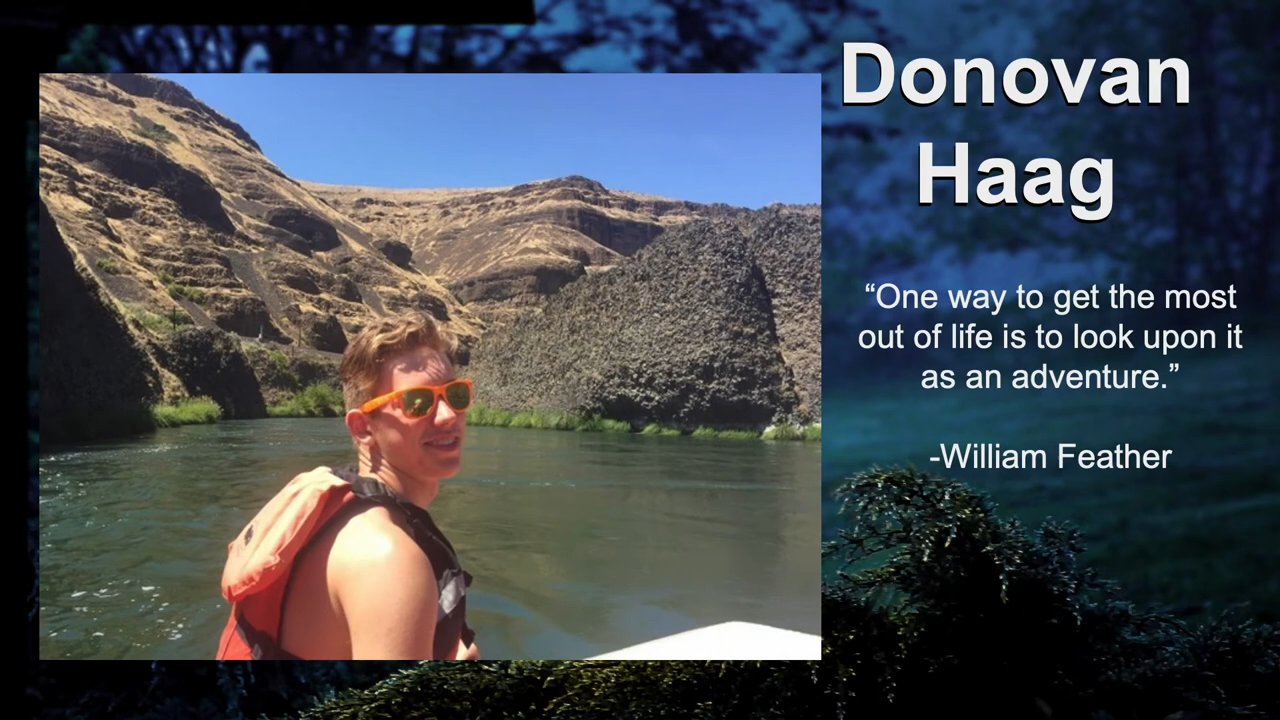 Donovan
Haag
“One way to get the most
out of life is to look upon it
as an adventure.”
-William Feather